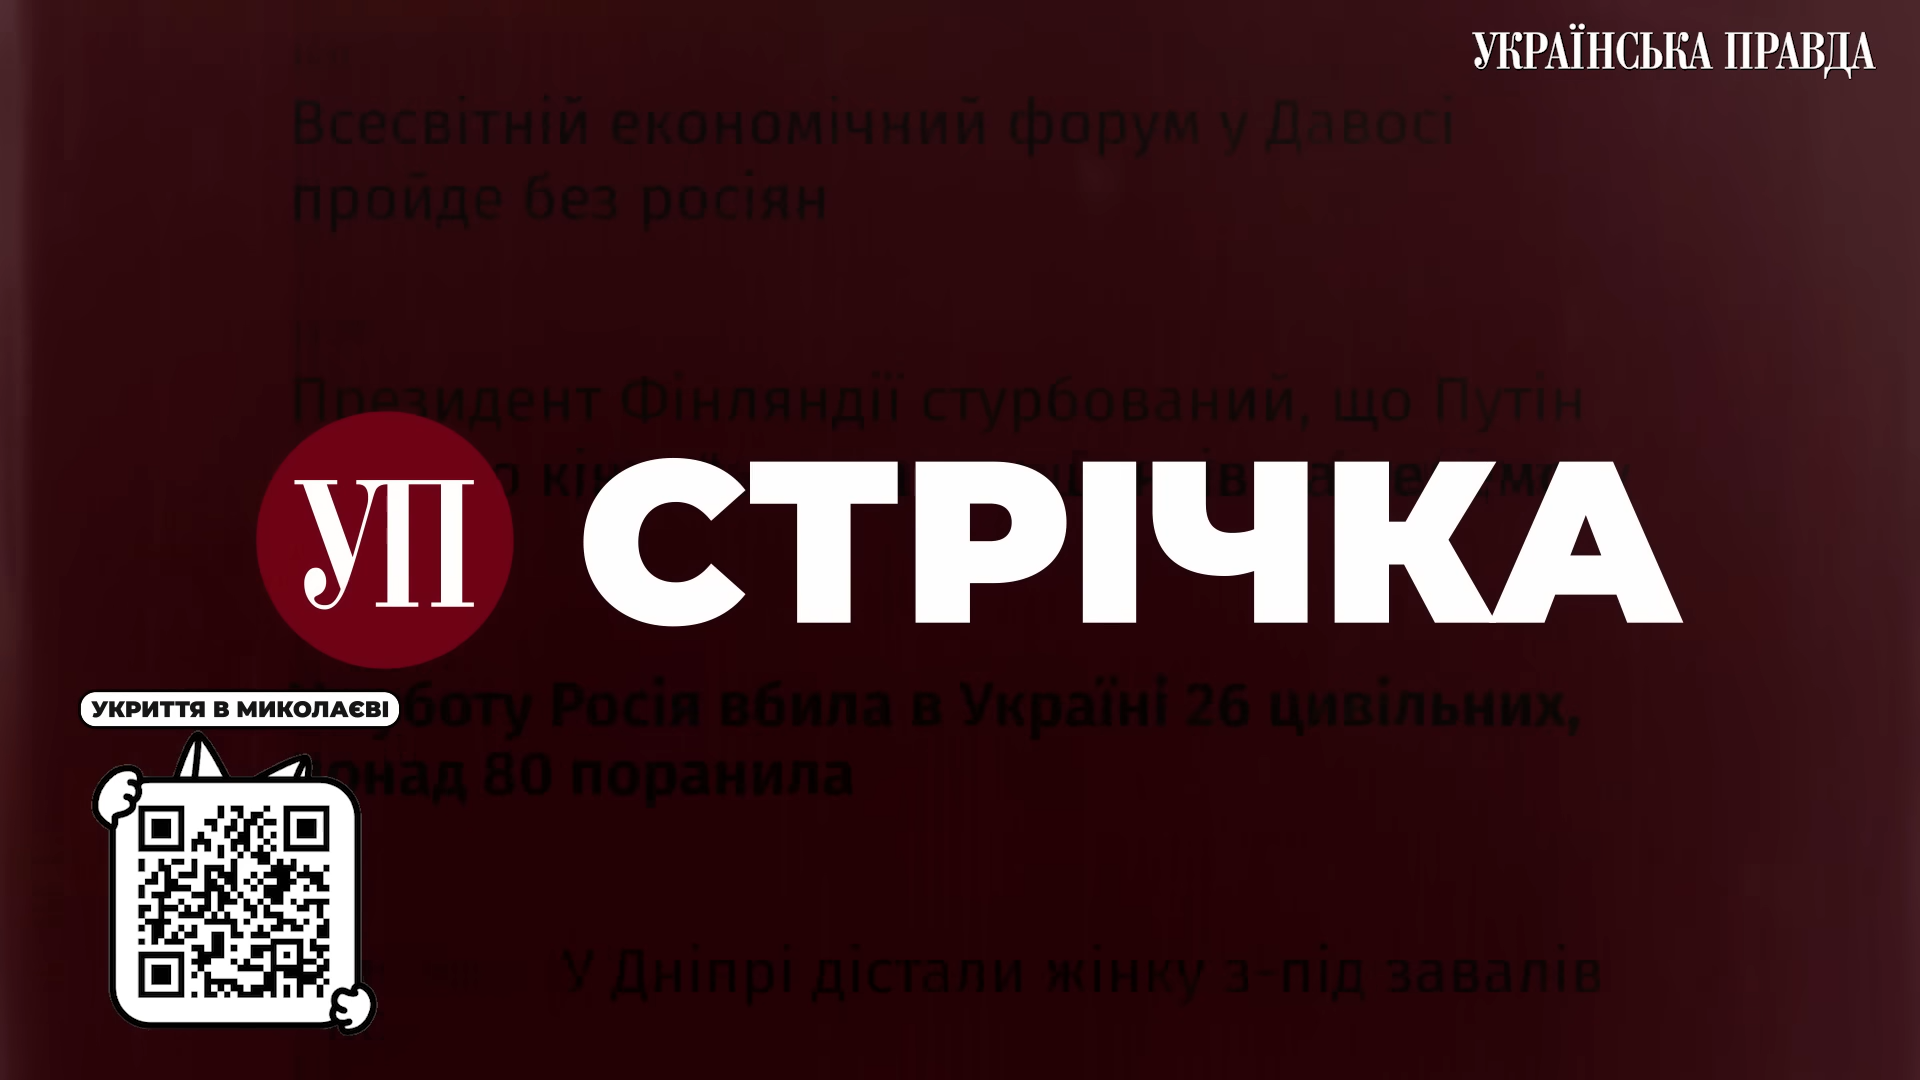 УКРАЇНСЬКА ПРАВДА
Всесвітній економічний форум у Давосі
пройде без росіян
Президент Фінляндії стурбований, що Путін
УП СТРІЧКА
УКРИТТЯ В МИКОЛАЄВІ
Росія вбила в Україні 26 цивільних,
80 поранила
У Дніпрі дістали жінку з-під завалів